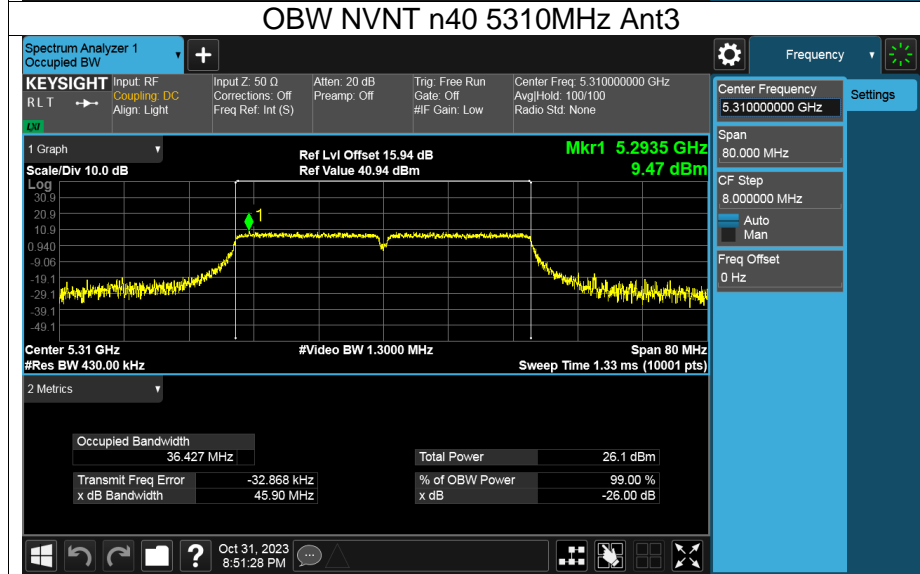 OBW NVNT n40 5310MHz Ant3
Spectrum Analyzer 1
Occupied BW
+
Frequency
KEYSIGHT
R L T
LXI
Input: RF
Coupling: DC
Align: Light
Input Z: 50 Ω
Corrections: Off
Freq Ref: Int (S)
Atten: 20 dB
Preamp: Off
Trig: Free Run
Gate: Off
#IF Gain: Low
Center Freq: 5.310000000 GHz
Avg|Hold: 100/100
Radio Std: None
Center Frequency
5.310000000 GHz
Settings
Span
80.000 MHz
CF Step
8.000000 MHz
Auto
Man
Freq Offset
0 Hz
1 Graph
Scale/Div 10.0 dB
Ref Lvl Offset 15.94 dB
Ref Value 40.94 dBm
Mkr1 5.2935 GHz
9.47 dBm
Log
30.9
20.9
10.9
0.940
-9.06
-19.1
-29.1
-39.1
-49.1
1
Center 5.31 GHz
#Res BW 430.00 kHz
#Video BW 1.3000 MHz
Span 80 MHz
Sweep Time 1.33 ms (10001 pts)
2 Metrics
Occupied Bandwidth
36.427 MHz
Transmit Freq Error -32.868 kHz
x dB Bandwidth 45.90 MHz
Total Power 26.1 dBm
% of OBW Power 99.00 %
x dB -26.00 dB
?
Oct 31, 2023
8:51:28 PM